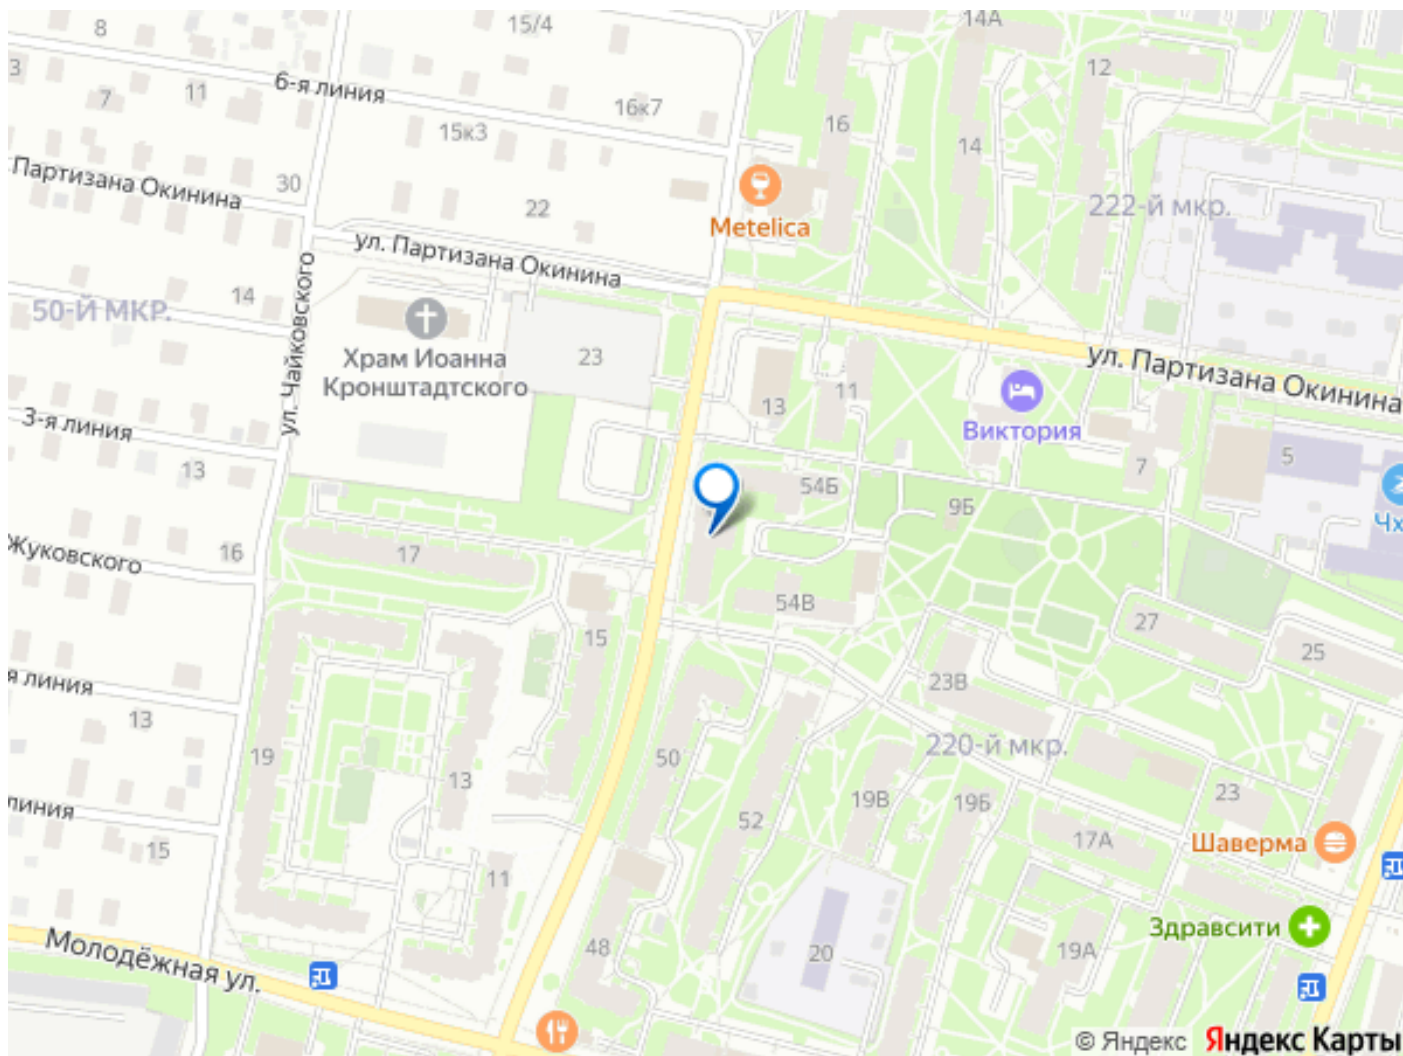 8
15/4
14А
3
7
11
6-я линия
16к7
12
15к3
16
14
Партизана Окинина
30
22
Metelica
222-й мкр.
ул. Партизана Окинина
50-Й МКР.
14
ул. Чайковского
Храм Иоанна
Кронштадтского
23
ул. Партизана Окинина
13
11
Виктория
3-я линия
13
7
5
54Б
9Б
Чх
Жуковского
16
17
54В
15
27
25
я линия
13
23В
19
13
50
220-й мкр.
19В
19Б
23
линия
52
15
11
17А
Шаверма
Молодёжная ул.
48
20
19А
Здравсити
© Яндекс Яндекс Карты